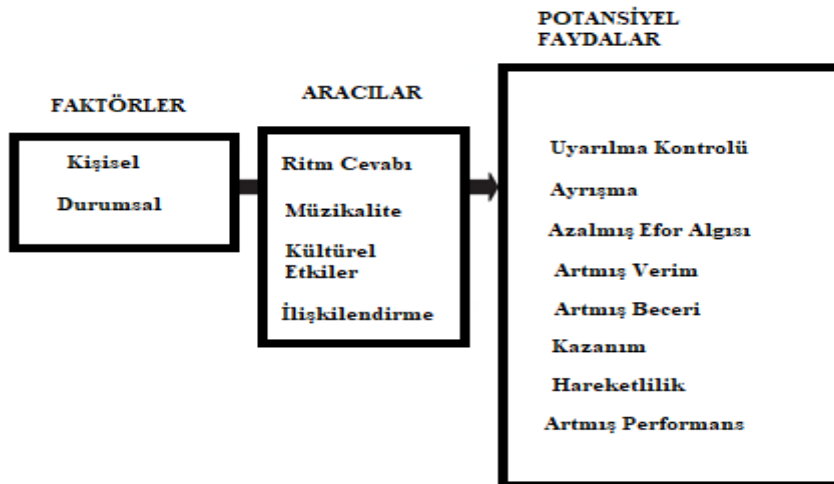 FAKTÖRLER
Kişisel
Durumsal
ARACILAR
Ritm Cevabı
Müzikalite
Kültürel
Etkiler
İlişkilendirme
POTANSİYEL
FAYDALAR
Uyarılma Kontrolü
Ayrışma
Azalmış Efor Algısı
Artmış Verim
Artmış Beceri
Kazanım
Hareketlilik
Artmış Performans